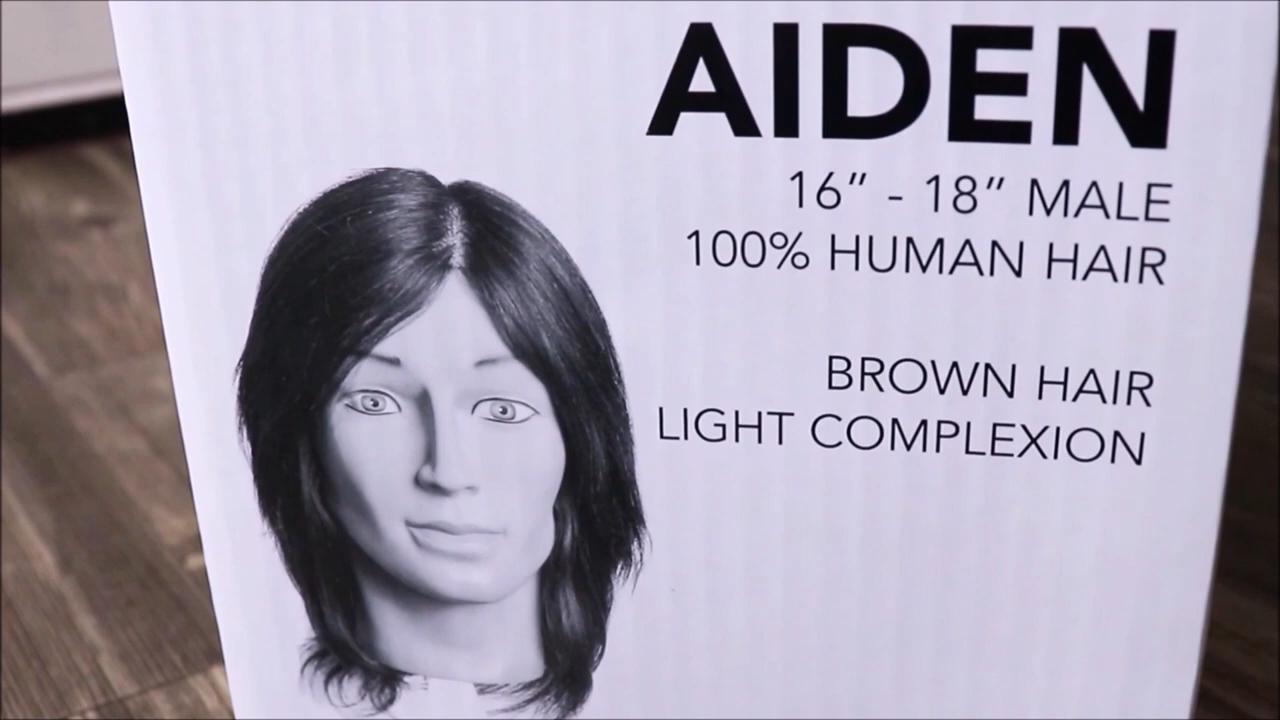 AIDEN
16” - 18” MALE
100% HUMAN HAIR
BROWN HAIR
LIGHT COMPLEXION